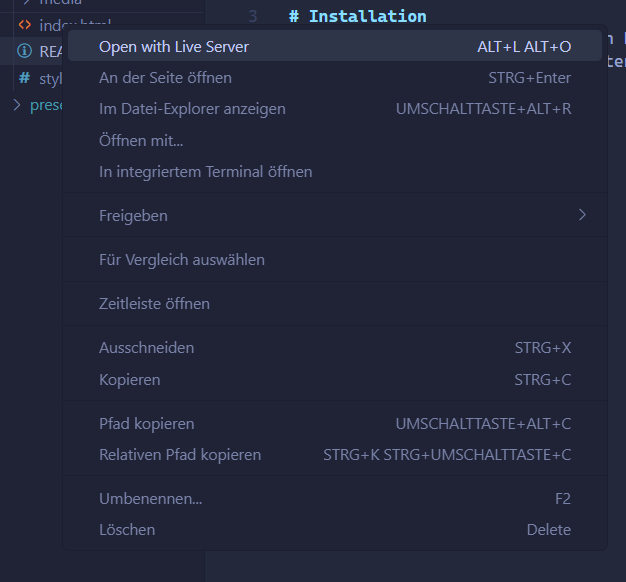 media
3 # Installation
index.html
REA
Open with Live Server ALT+L ALT+O
An der Seite öffnen STRG+Enter
# styl
Im Datei-Explorer anzeigen UMSCHALTTASTE+ALT+R
prese
Öffnen mit...
In integriertem Terminal öffnen
Freigeben
Für Vergleich auswählen
Zeitleiste öffnen
Ausschneiden STRG+X
Kopieren STRG+C
Pfad kopieren UMSCHALTTASTE+ALT+C
Relativen Pfad kopieren STRG+K STRG+UMSCHALTTASTE+C
Umbenennen... F2
Löschen Delete